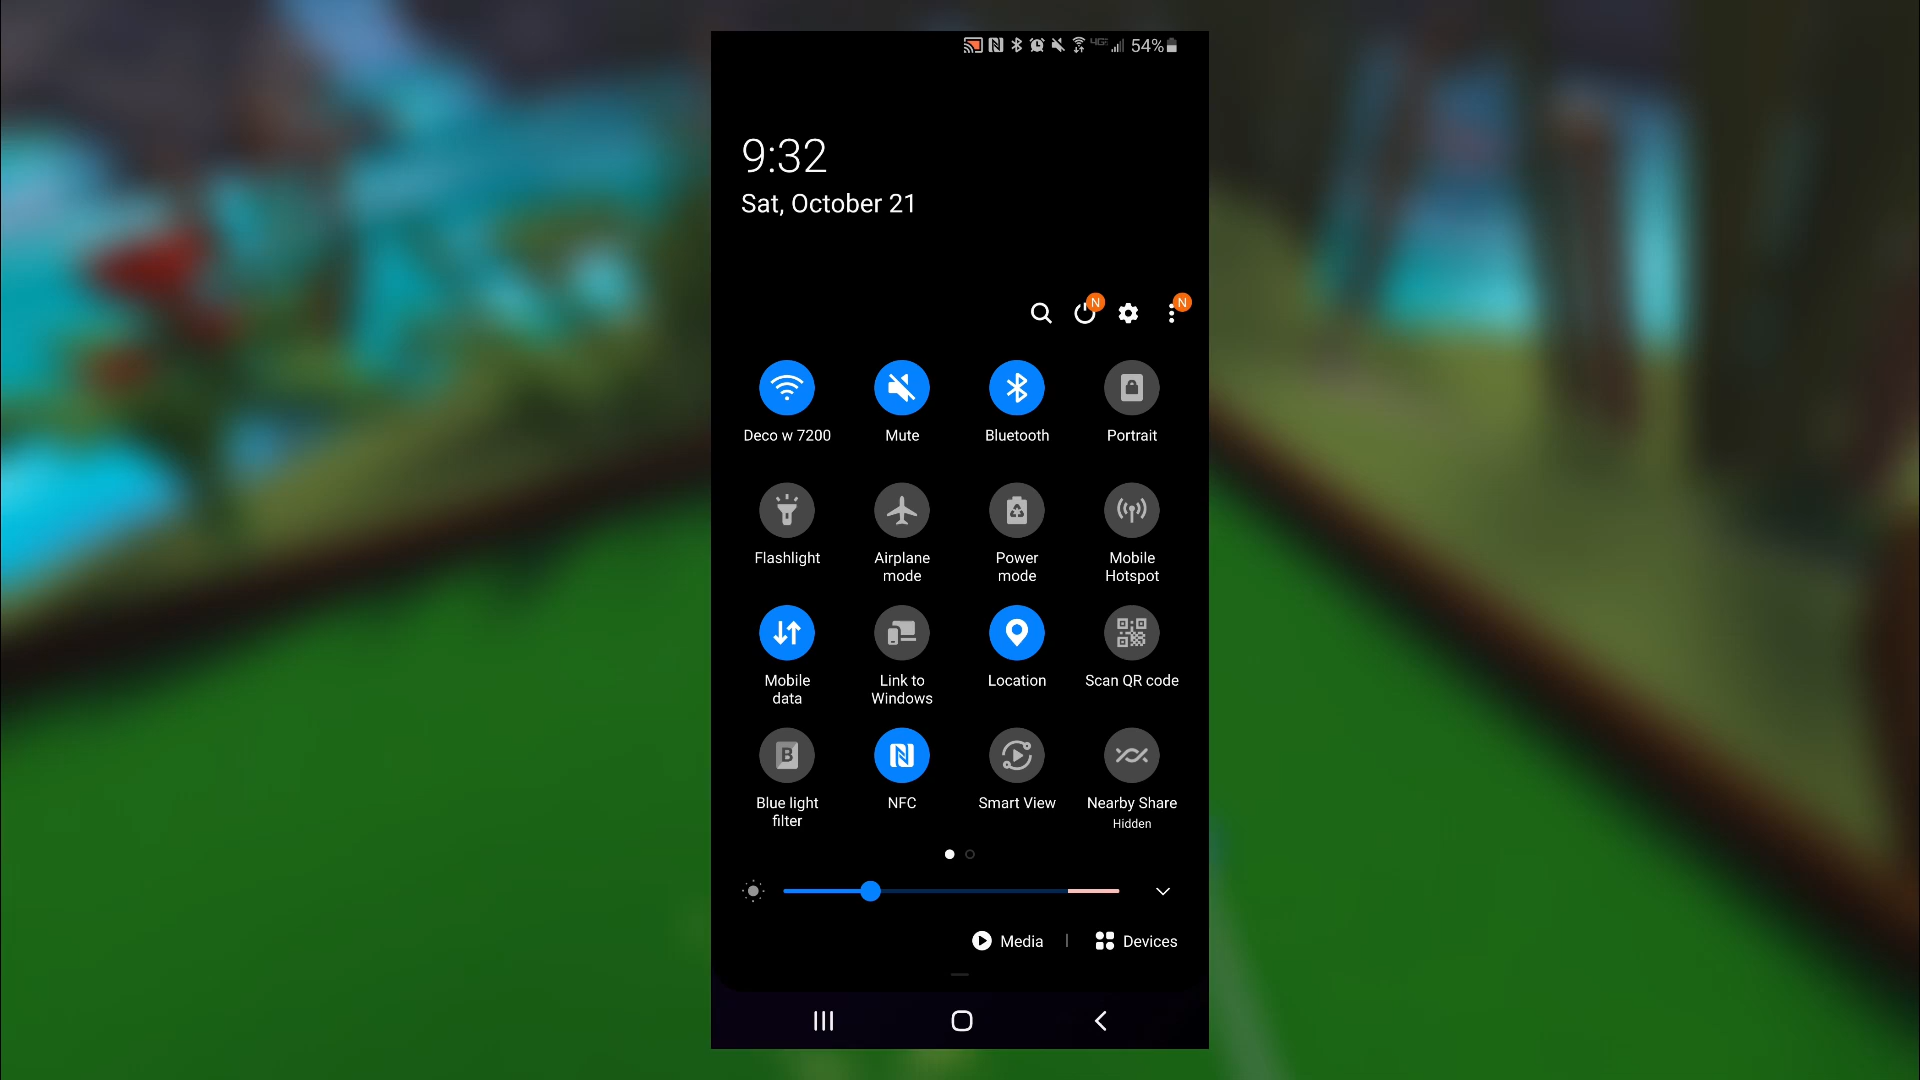 4GE 54%
9:32
Sat, October 21
N N
Deco w 7200 Mute Bluetooth Portrait
Flashlight Airplane mode Power mode Mobile Hotspot
Mobile data Link to Windows Location Scan QR code
B
Blue light filter NFC Smart View Nearby Share
Hidden
Media | Devices